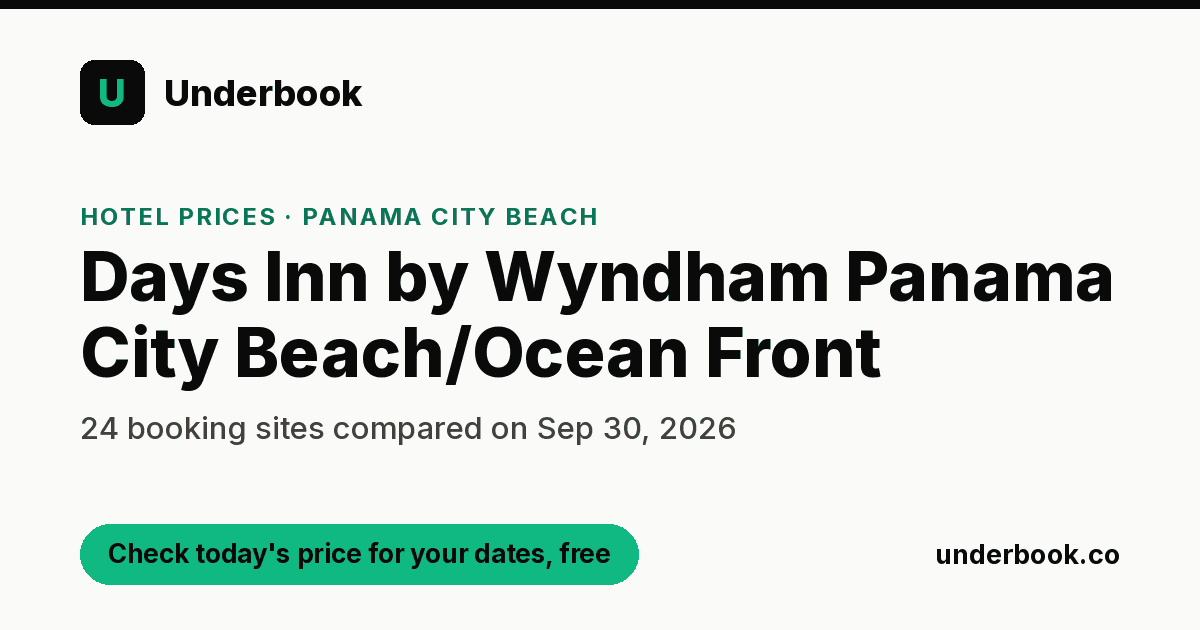 U Underbook
HOTEL PRICES · PANAMA CITY BEACH
Days Inn by Wyndham Panama
City Beach/Ocean Front
24 booking sites compared on Sep 30, 2026
Check today's price for your dates, free
underbook.co